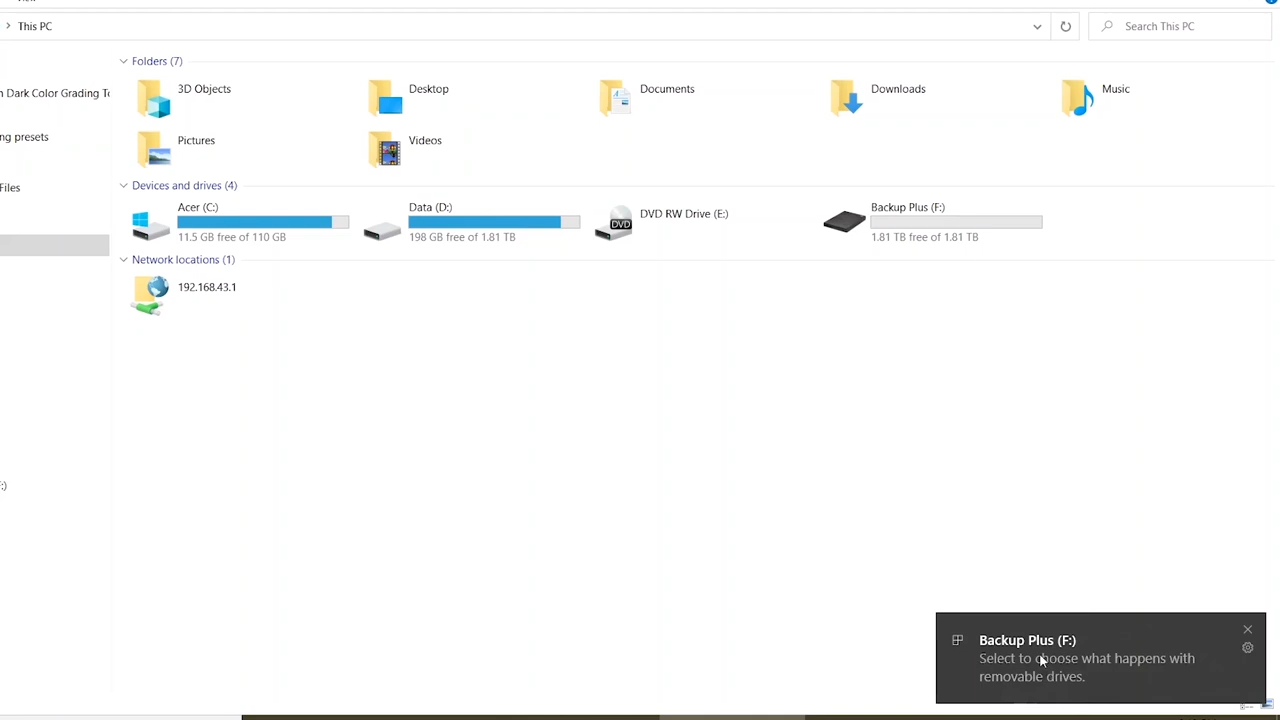 This PC
Search This PC
Folders (7)
3D Objects
Desktop
Documents
Downloads
Music
Pictures
Videos
n Dark Color Grading To
ng presets
Files
Devices and drives (4)
Acer (C:)
11.5 GB free of 110 GB
Data (D:)
198 GB free of 1.81 TB
DVD
DVD RW Drive (E:)
Backup Plus (F:)
1.81 TB free of 1.81 TB
Network locations (1)
192.168.43.1
:)
Backup Plus (F:)
Select to choose what happens with
removable drives.